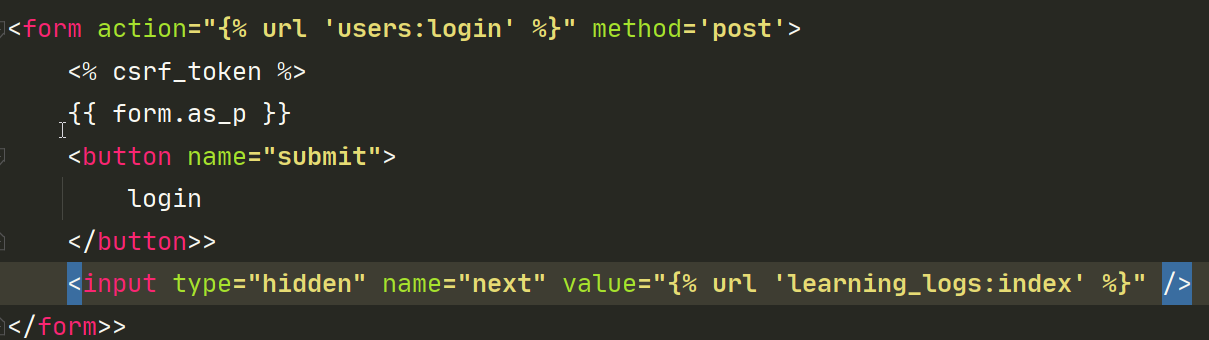 <form action="{% url 'users:login' %}" method='post'>
<% csrf_token %>
{{ form.as_p }}
<button name="submit">
login
</button>>
<input type="hidden" name="next" value="{% url 'learning_logs:index' %}" />
</form>>